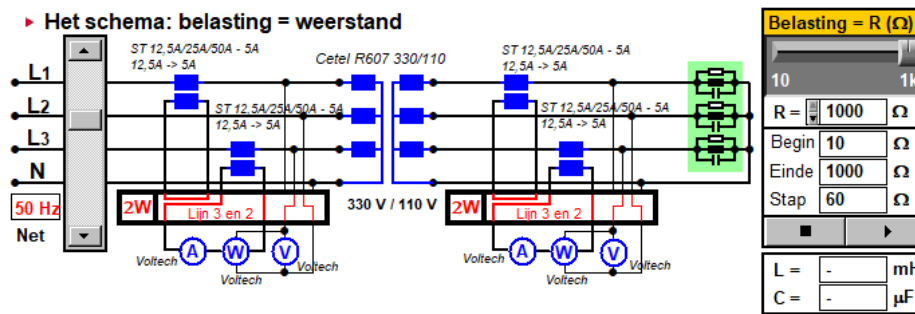 Het schema: belasting = weerstand
ST 12,5A/25A/50A - 5A
12,5A -> 5A
Cetel R607 330/110
ST 12,5A/25A/50A - 5A
12,5A -> 5A
L1
L2
L3
N
50 Hz
Net
ST 12,5A/25A/50A - 5A
12,5A -> 5A
ST 12,5A/25A/50A - 5A
12,5A -> 5A
2W
Lijn 3 en 2
330 V / 110 V
2W
Lijn 3 en 2
A
W
V
Voltech
Voltech
Voltech
A
W
V
Voltech
Voltech
Voltech
Belasting = R (Ω)
10
R = 1000 Ω
Begin 10 Ω
Einde 1000 Ω
Stap 60 Ω
L = - mH
C = - µF